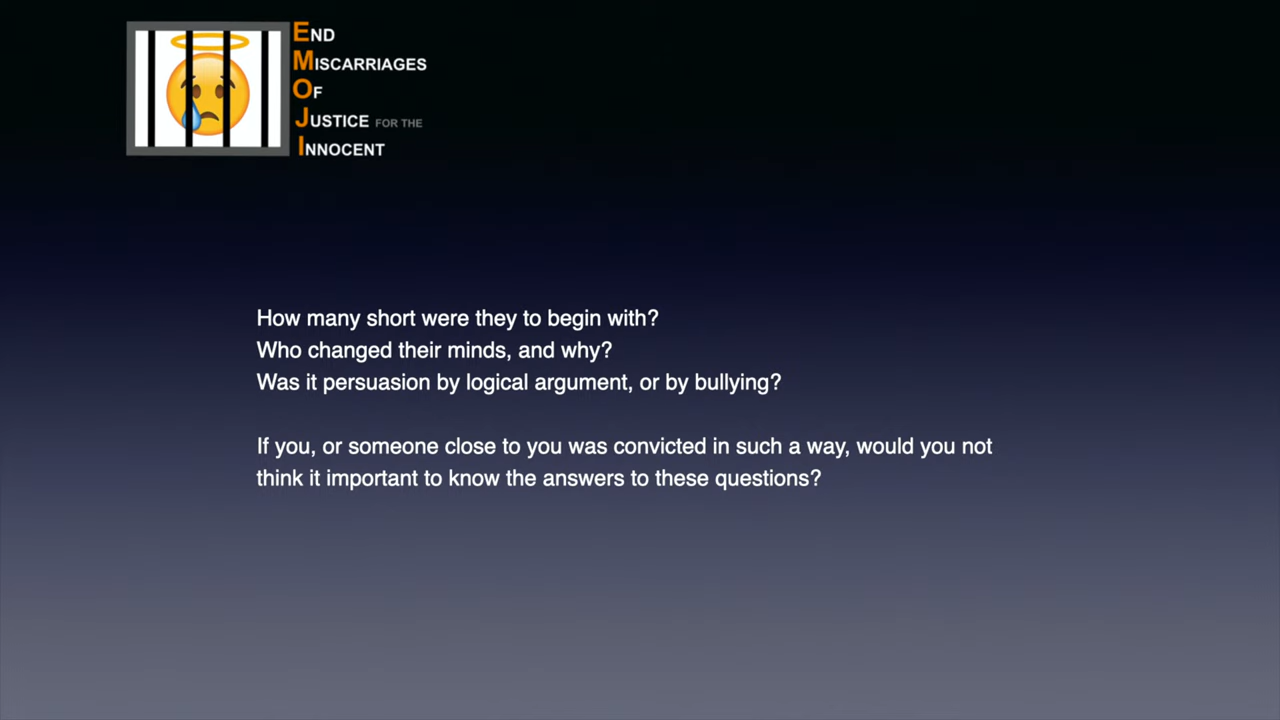 END
MISCARRIAGES
OF
JUSTICE FOR THE
INNOCENT
How many short were they to begin with?
Who changed their minds, and why?
Was it persuasion by logical argument, or by bullying?
If you, or someone close to you was convicted in such a way, would you not
think it important to know the answers to these questions?